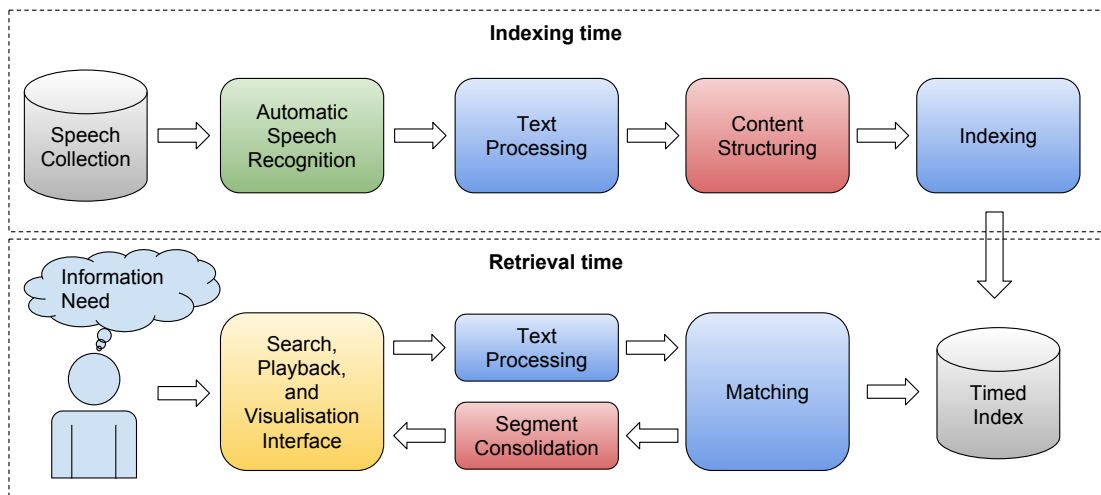 Indexing time
Speech
Collection
Automatic
Speech
Recognition
Text
Processing
Content
Structuring
Indexing
Retrieval time
Information
Need
Search,
Playback,
and
Visualisation
Interface
Text
Processing
Segment
Consolidation
Matching
Timed
Index